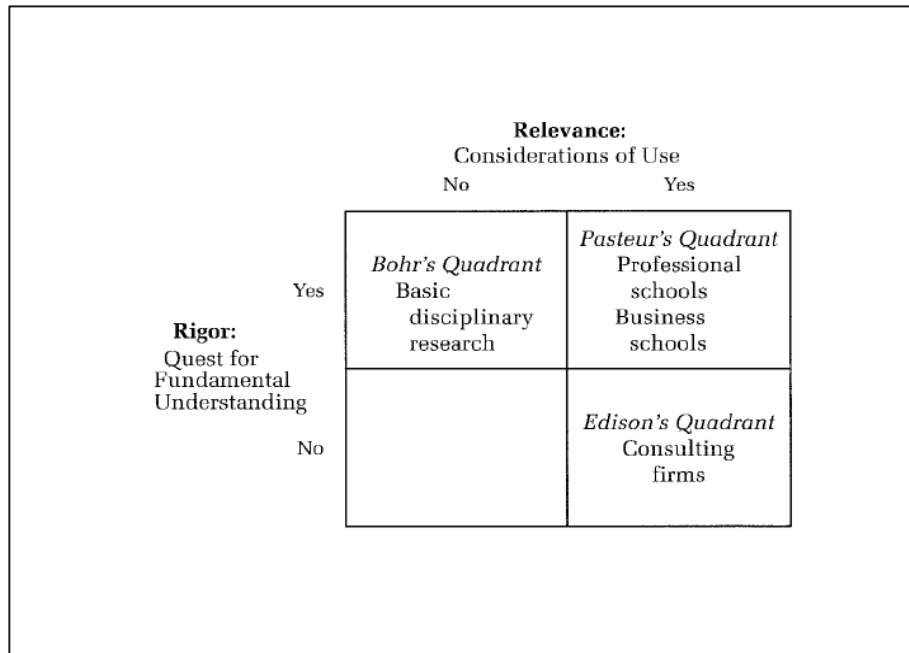 Relevance:
Considerations of Use
No
Yes
Bohr's Quadrant
Basic
disciplinary
research
Pasteur's Quadrant
Professional
schools
Business
schools
Yes
Rigor:
Quest for
Fundamental
Understanding
No
Edison's Quadrant
Consulting
firms